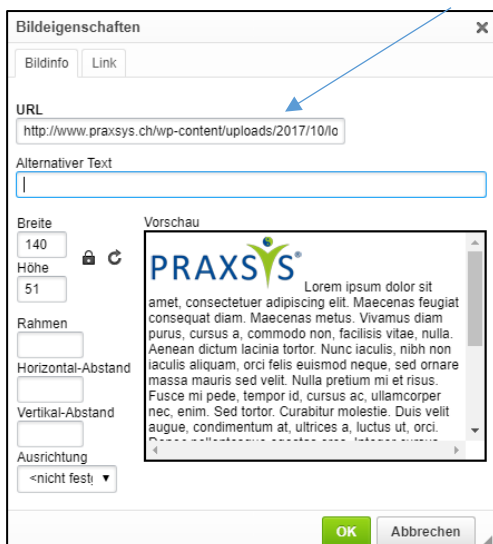 Bildeigenschaften
Bildinfo
Link
URL
http://www.praxsys.ch/wp-content/uploads/2017/10/lo
Alternativer Text
Breite
140
Höhe
51
Rahmen
Horizontal-Abstand
Vertikal-Abstand
Ausrichtung
<nicht festg
Vorschau
PRAXSYS®
Lorem ipsum dolor sit
amet, consectetuer adipiscing elit. Maecenas feugiat
consequat diam. Maecenas metus. Vivamus diam
purus, cursus a, commodo non, facilisis vitae, nulla.
Aenean dictum lacinia tortor. Nunc iaculis, nibh non
iaculis aliquam, orci felis euismod neque, sed ornare
massa mauris sed velit. Nulla pretium mi et risus.
Fusce mi pede, tempor id, cursus ac, ullamcorper
nec, enim. Sed tortor. Curabitur molestie. Duis velit
augue, condimentum at, ultrices a, luctus ut, orci.
OK
Abbrechen